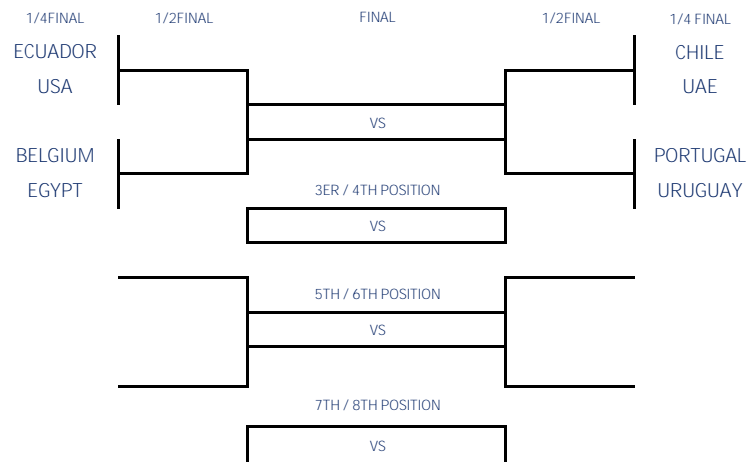 1/4FINAL 1/2FINAL FINAL 1/2FINAL 1/4 FINAL
ECUADOR CHILE
USA UAE
VS
BELGIUM PORTUGAL
EGYPT 3ER / 4TH POSITION URUGUAY
VS
5TH / 6TH POSITION
VS
7TH / 8TH POSITION
VS